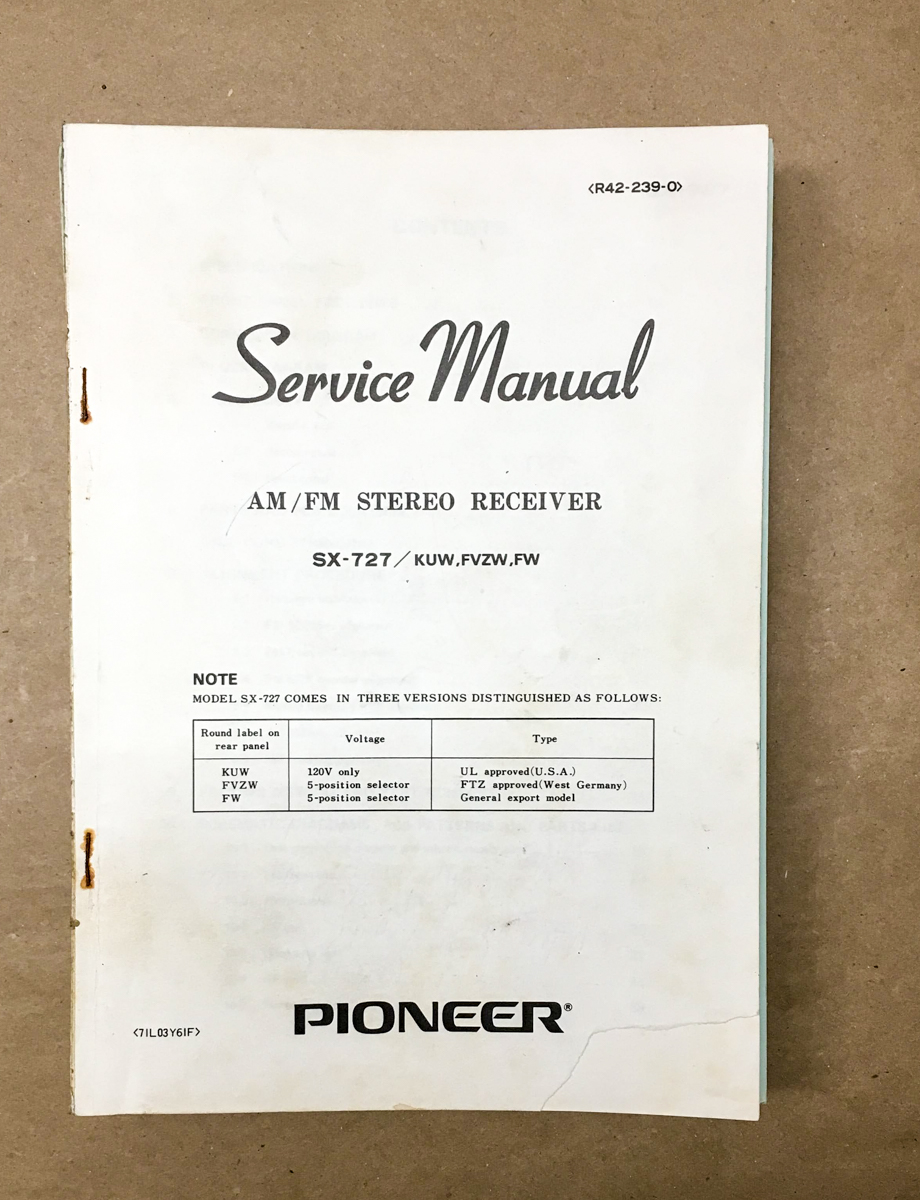 <R42-239-0>
Service Manual
AM/FM STEREO RECEIVER
SX-727/KUW,FVZW,FW
NOTE
MODEL SX-727 COMES IN THREE VERSIONS DISTINGUISHED AS FOLLOWS:
Round label on rear panel Voltage Type
KUW 120V only UL approved(U.S.A.)
FVZW 5-position selector FTZ approved(West Germany)
FW 5-position selector General export model
PIONEER®
<71L03Y61F>